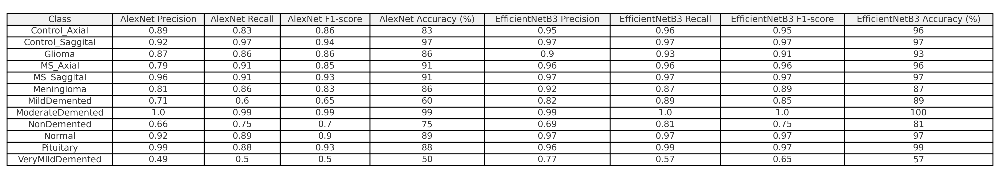 Class AlexNet Precision AlexNet Recall AlexNet F1-score AlexNet Accuracy (%) EfficientNetB3 Precision EfficientNetB3 Recall EfficientNetB3 F1-score EfficientNetB3 Accuracy (%)
Control_Axial 0.89 0.83 0.86 83 0.95 0.96 0.95 96
Control_Saggital 0.92 0.97 0.94 97 0.97 0.97 0.97 97
Glioma 0.87 0.86 0.86 86 0.9 0.93 0.91 93
MS_Axial 0.79 0.91 0.85 91 0.96 0.96 0.96 96
MS_Saggital 0.96 0.91 0.93 91 0.97 0.97 0.97 97
Meningioma 0.81 0.86 0.83 86 0.92 0.87 0.89 87
MildDemented 0.71 0.6 0.65 60 0.82 0.89 0.85 89
ModerateDemented 1.0 0.99 0.99 99 0.99 1.0 1.0 100
NonDemented 0.66 0.75 0.7 75 0.69 0.81 0.75 81
Normal 0.92 0.89 0.9 89 0.97 0.97 0.97 97
Pituitary 0.99 0.88 0.93 88 0.96 0.99 0.97 99
VeryMildDemented 0.49 0.5 0.5 50 0.77 0.57 0.65 57